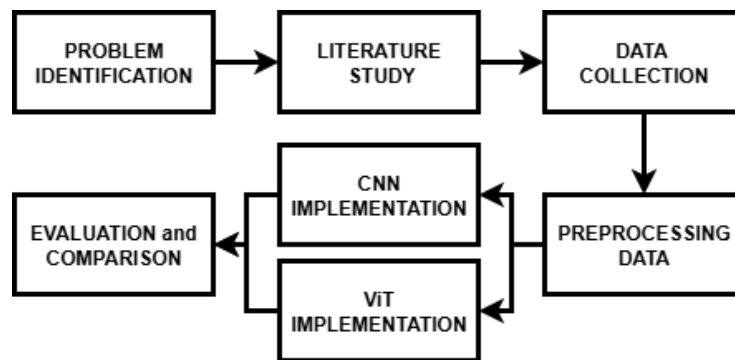 PROBLEM
IDENTIFICATION
LITERATURE
STUDY
DATA
COLLECTION
PREPROCESSING
DATA
CNN
IMPLEMENTATION
ViT
IMPLEMENTATION
EVALUATION and
COMPARISON